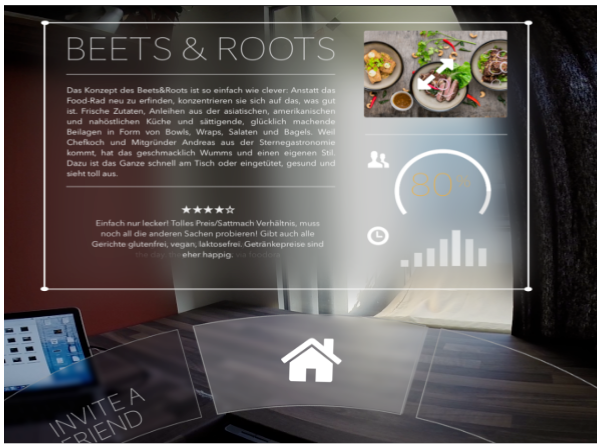 BEETS & ROOTS
Das Konzept des Beets&Roots ist so einfach wie clever: Anstatt das
Food-Rad neu zu erfinden, konzentrieren sie sich auf das, was gut
ist. Frische Zutaten, Anleihen aus der asiatischen, amerikanischen
und nahöstlichen Küche und sättigende, glücklich machende
Beilagen in Form von Bowls, Wraps, Salaten und Bagels. Weil
Chefkoch und Mitgründer Andreas aus der Sternegastronomie
kommt, hat das geschmacklich Wumms und einen eigenen Stil.
Dazu ist das Ganze schnell am Tisch oder eingetütet, gesund und
sieht toll aus.
★★★★☆
Einfach nur lecker! Tolles Preis/Sattmach Verhältnis, muss
noch all die anderen Sachen probieren! Gibt auch alle
Gerichte glutenfrei, vegan, laktosefrei. Getränkepreise sind
eher happig.
80%
INVITE A
FRIEND